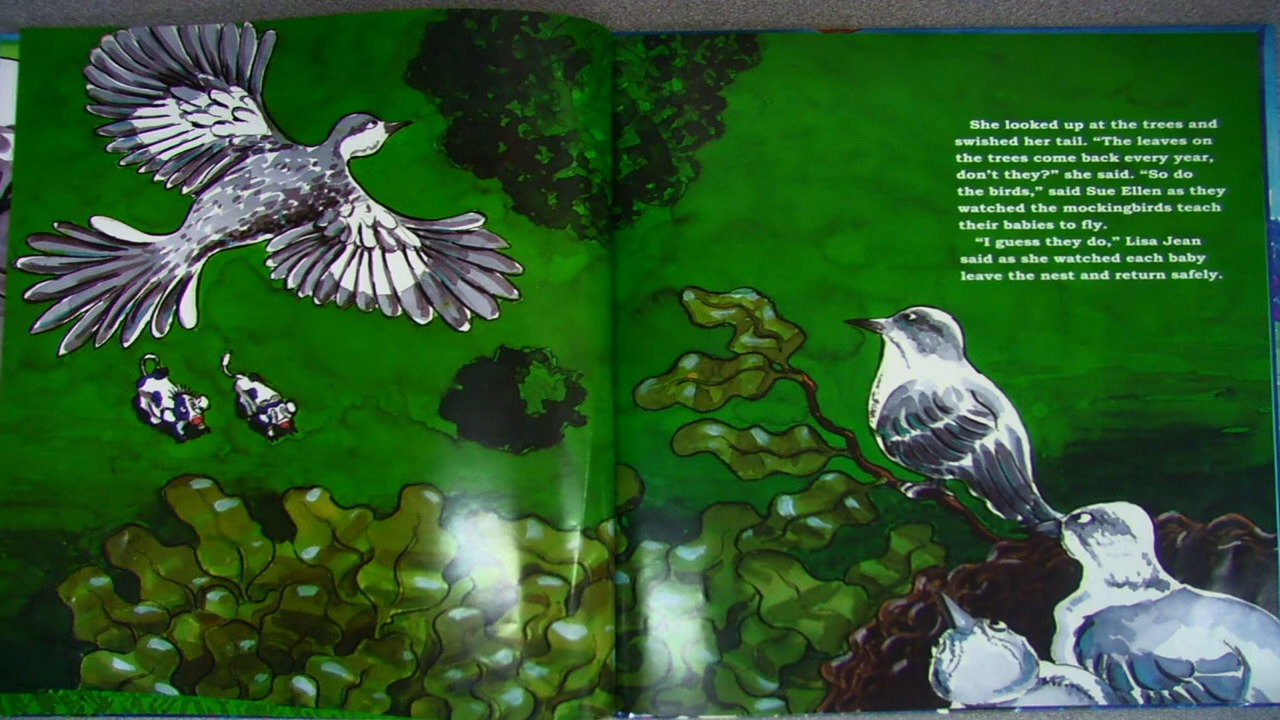 She looked up at the trees and
swished her tail. “The leaves on
the trees come back every year,
don't they?” she said. “So do
the birds,” said Sue Ellen as they
watched the mockingbirds teach
their babies to fly.
“I guess they do,” Lisa Jean
said as she watched each baby
leave the nest and return safely.